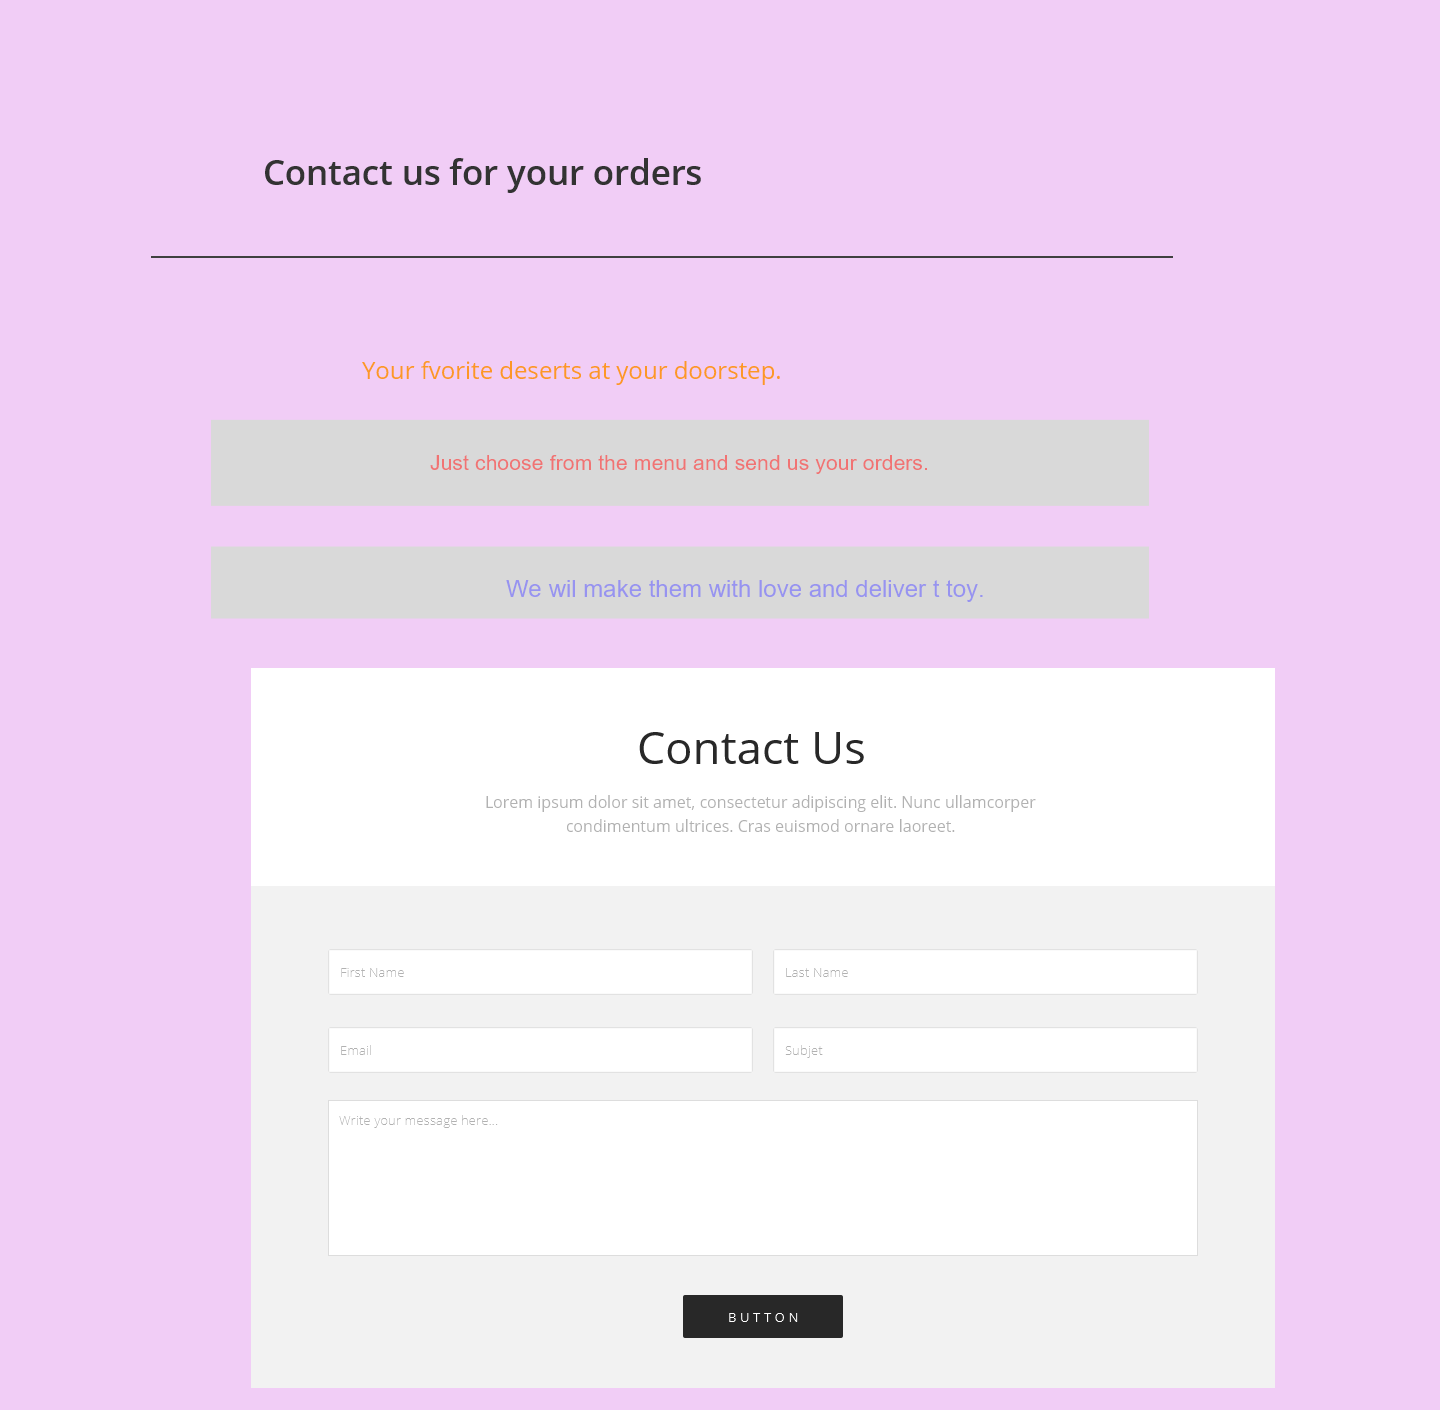 Contact us for your orders
Your fvorite deserts at your doorstep.
Just choose from the menu and send us your orders.
We wil make them with love and deliver t toy.
Contact Us
Lorem ipsum dolor sit amet, consectetur adipiscing elit. Nunc ullamcorper
condimentum ultrices. Cras euismod ornare laoreet.
First Name
Last Name
Email
Subjet
Write your message here...
BUTTON